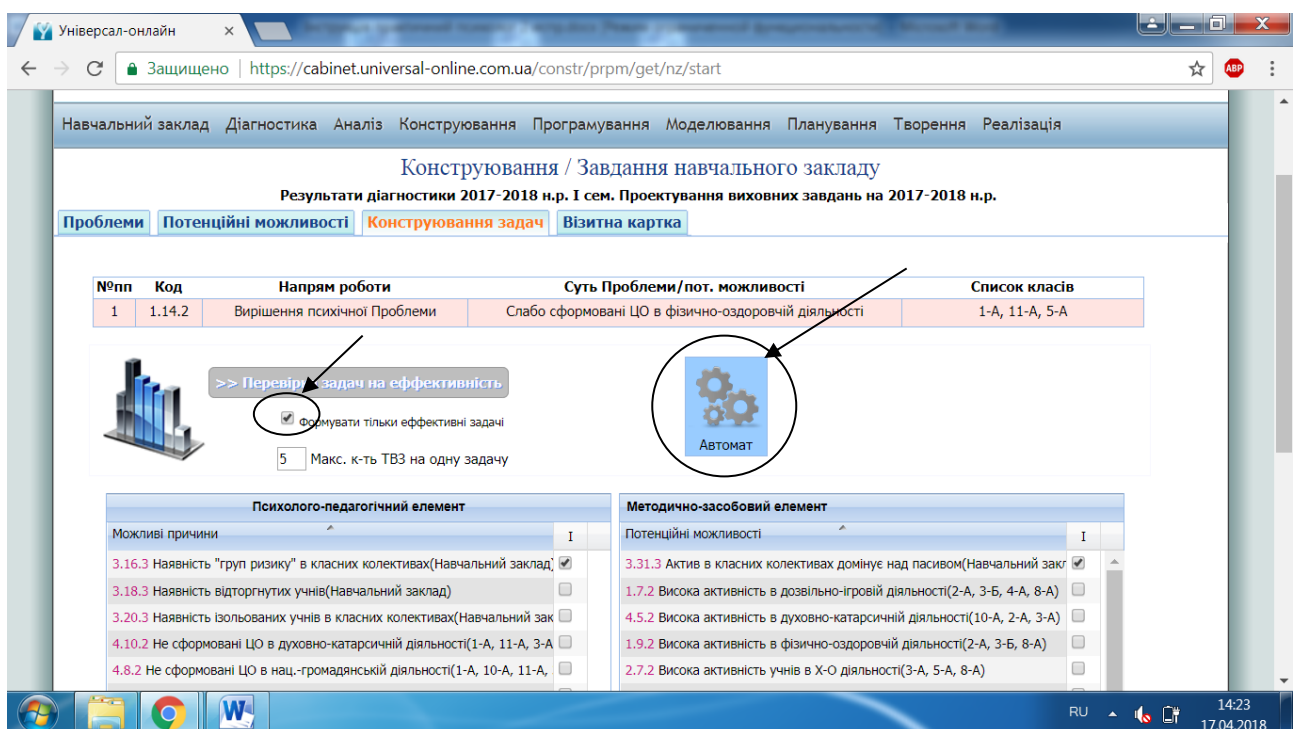 Універсал-онлайн
Защищено https://cabinet.universal-online.com.ua/constr/prpm/get/nz/start
ABP
Навчальний заклад Діагностика Аналіз Конструювання Програмування Моделювання Планування Творення Реалізація
Конструювання / Завдання навчального закладу
Результати діагностики 2017-2018 н.р. I сем. Проектування виховних завдань на 2017-2018 н.р.
Проблеми Потенційні можливості Конструювання задач Візитна картка
№пп Код Напрям роботи Суть Проблеми/пот. можливості Список класів
1 1.14.2 Вирішення психічної Проблеми Слабо сформовані ЦО в фізично-оздоровчій діяльності 1-А, 11-А, 5-А
>> Перевірка задач на еффективність
Формувати тільки еффективні задачі
5 Макс. к-ть ТВЗ на одну задачу
Автомат
Психолого-педагогічний елемент
Можливі причини I
3.16.3 Наявність "груп ризику" в класних колективах(Навчальний заклад)
3.18.3 Наявність відторгнутих учнів(Навчальний заклад)
3.20.3 Наявність ізольованих учнів в класних колективах(Навчальний зак
4.10.2 Не сформовані ЦО в духовно-катарсичній діяльності(1-А, 11-А, 3-А
4.8.2 Не сформовані ЦО в нац.-громадянській діяльності(1-А, 10-А, 11-А,
Методично-засобовий елемент
Потенційні можливості I
3.31.3 Актив в класних колективах домінує над пасивом(Навчальний закл
1.7.2 Висока активність в дозвільно-ігровій діяльності(2-А, 3-Б, 4-А, 8-А)
4.5.2 Висока активність в духовно-катарсичній діяльності(10-А, 2-А, 3-А)
1.9.2 Висока активність в фізично-оздоровчій діяльності(2-А, 3-Б, 8-А)
2.7.2 Висока активність учнів в Х-О діяльності(3-А, 5-А, 8-А)
RU
14:23
17.04.2018